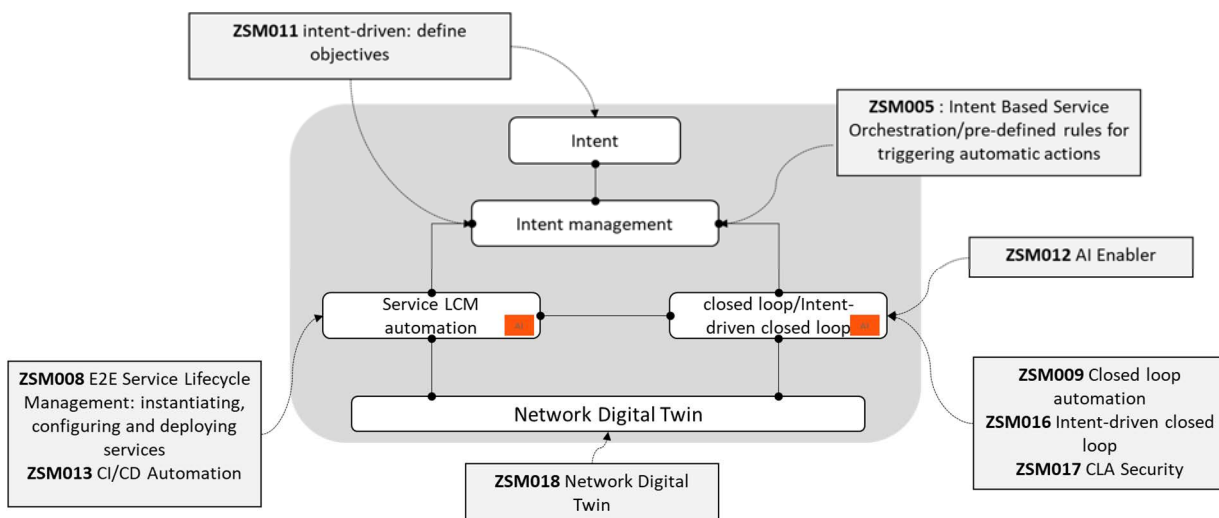 ZSM011 intent-driven: define
objectives
ZSM005 : Intent Based Service
Orchestration/pre-defined rules for
triggering automatic actions
Intent
Intent management
ZSM012 AI Enabler
Service LCM
automation
AI
closed loop/Intent-
driven closed loop
AI
ZSM008 E2E Service Lifecycle
Management: instantiating,
configuring and deploying
services
ZSM013 CI/CD Automation
ZSM009 Closed loop
automation
ZSM016 Intent-driven closed
loop
ZSM017 CLA Security
Network Digital Twin
ZSM018 Network Digital
Twin